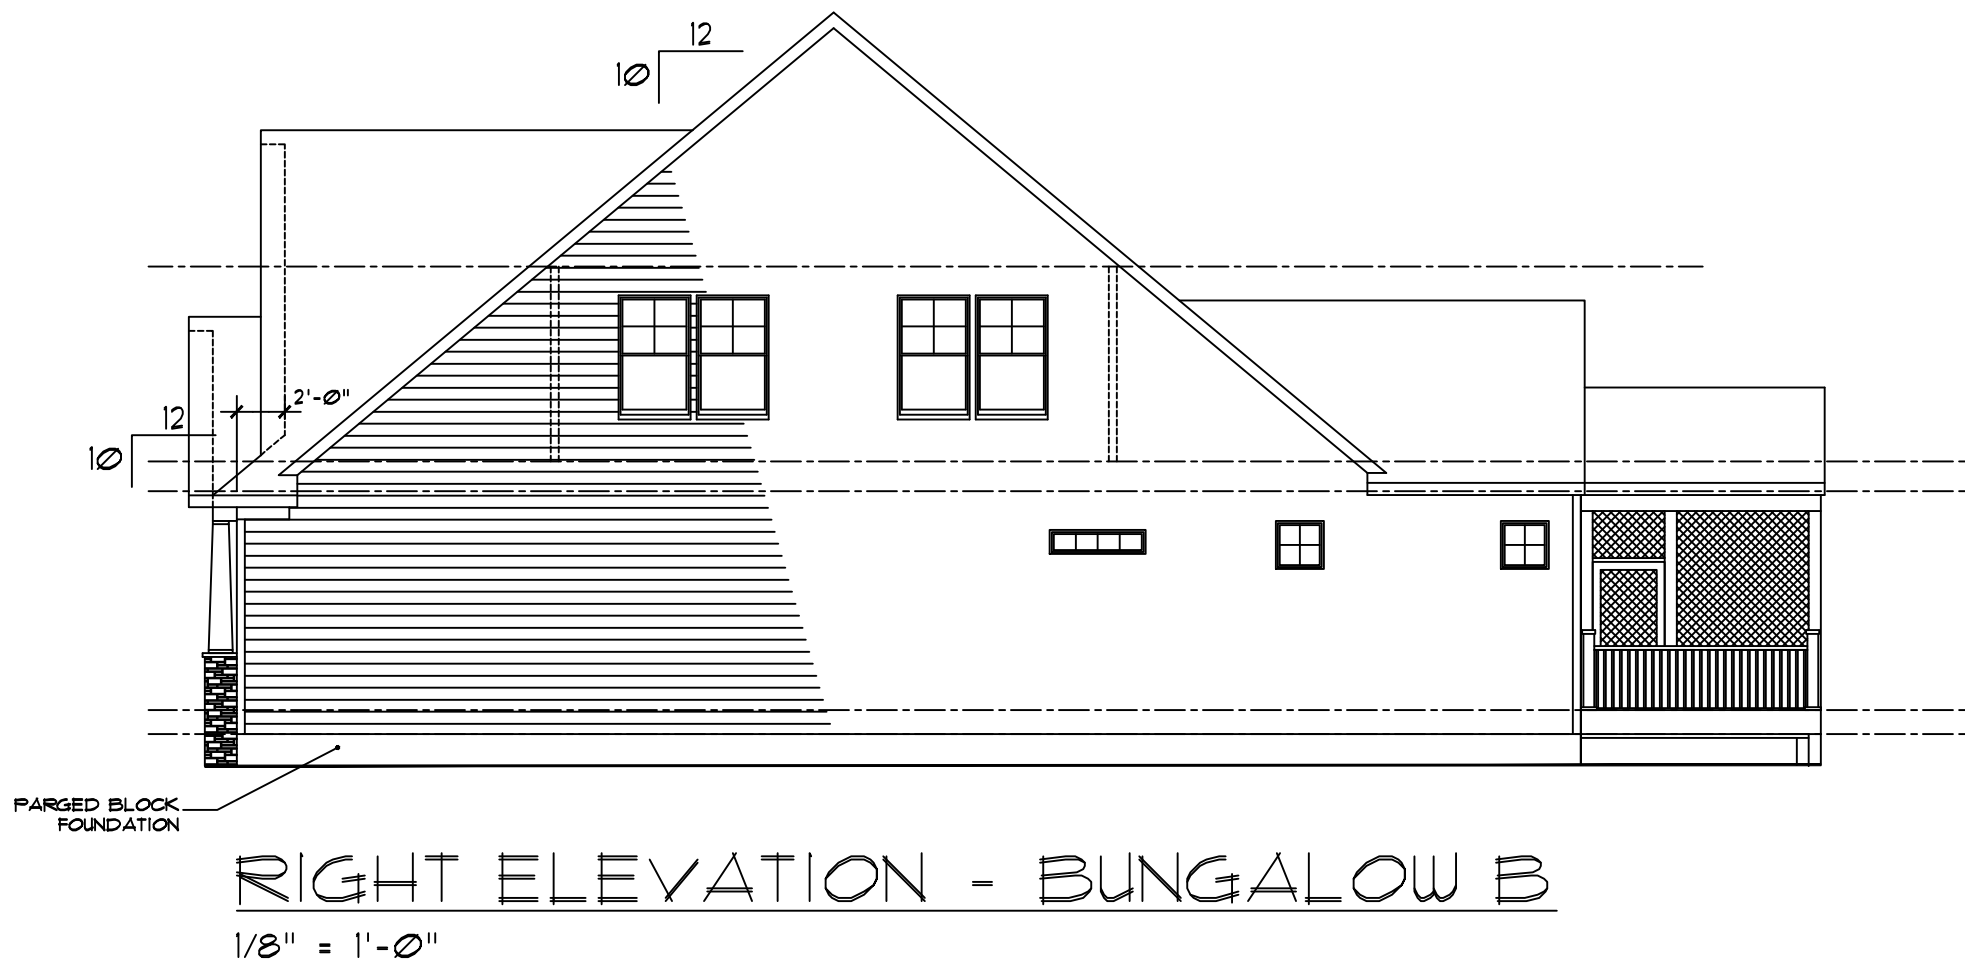 12
10
2'-0"
12
10
PARGED BLOCK
FOUNDATION
RIGHT ELEVATION - BUNGALOW B
1/8" = 1'-0"